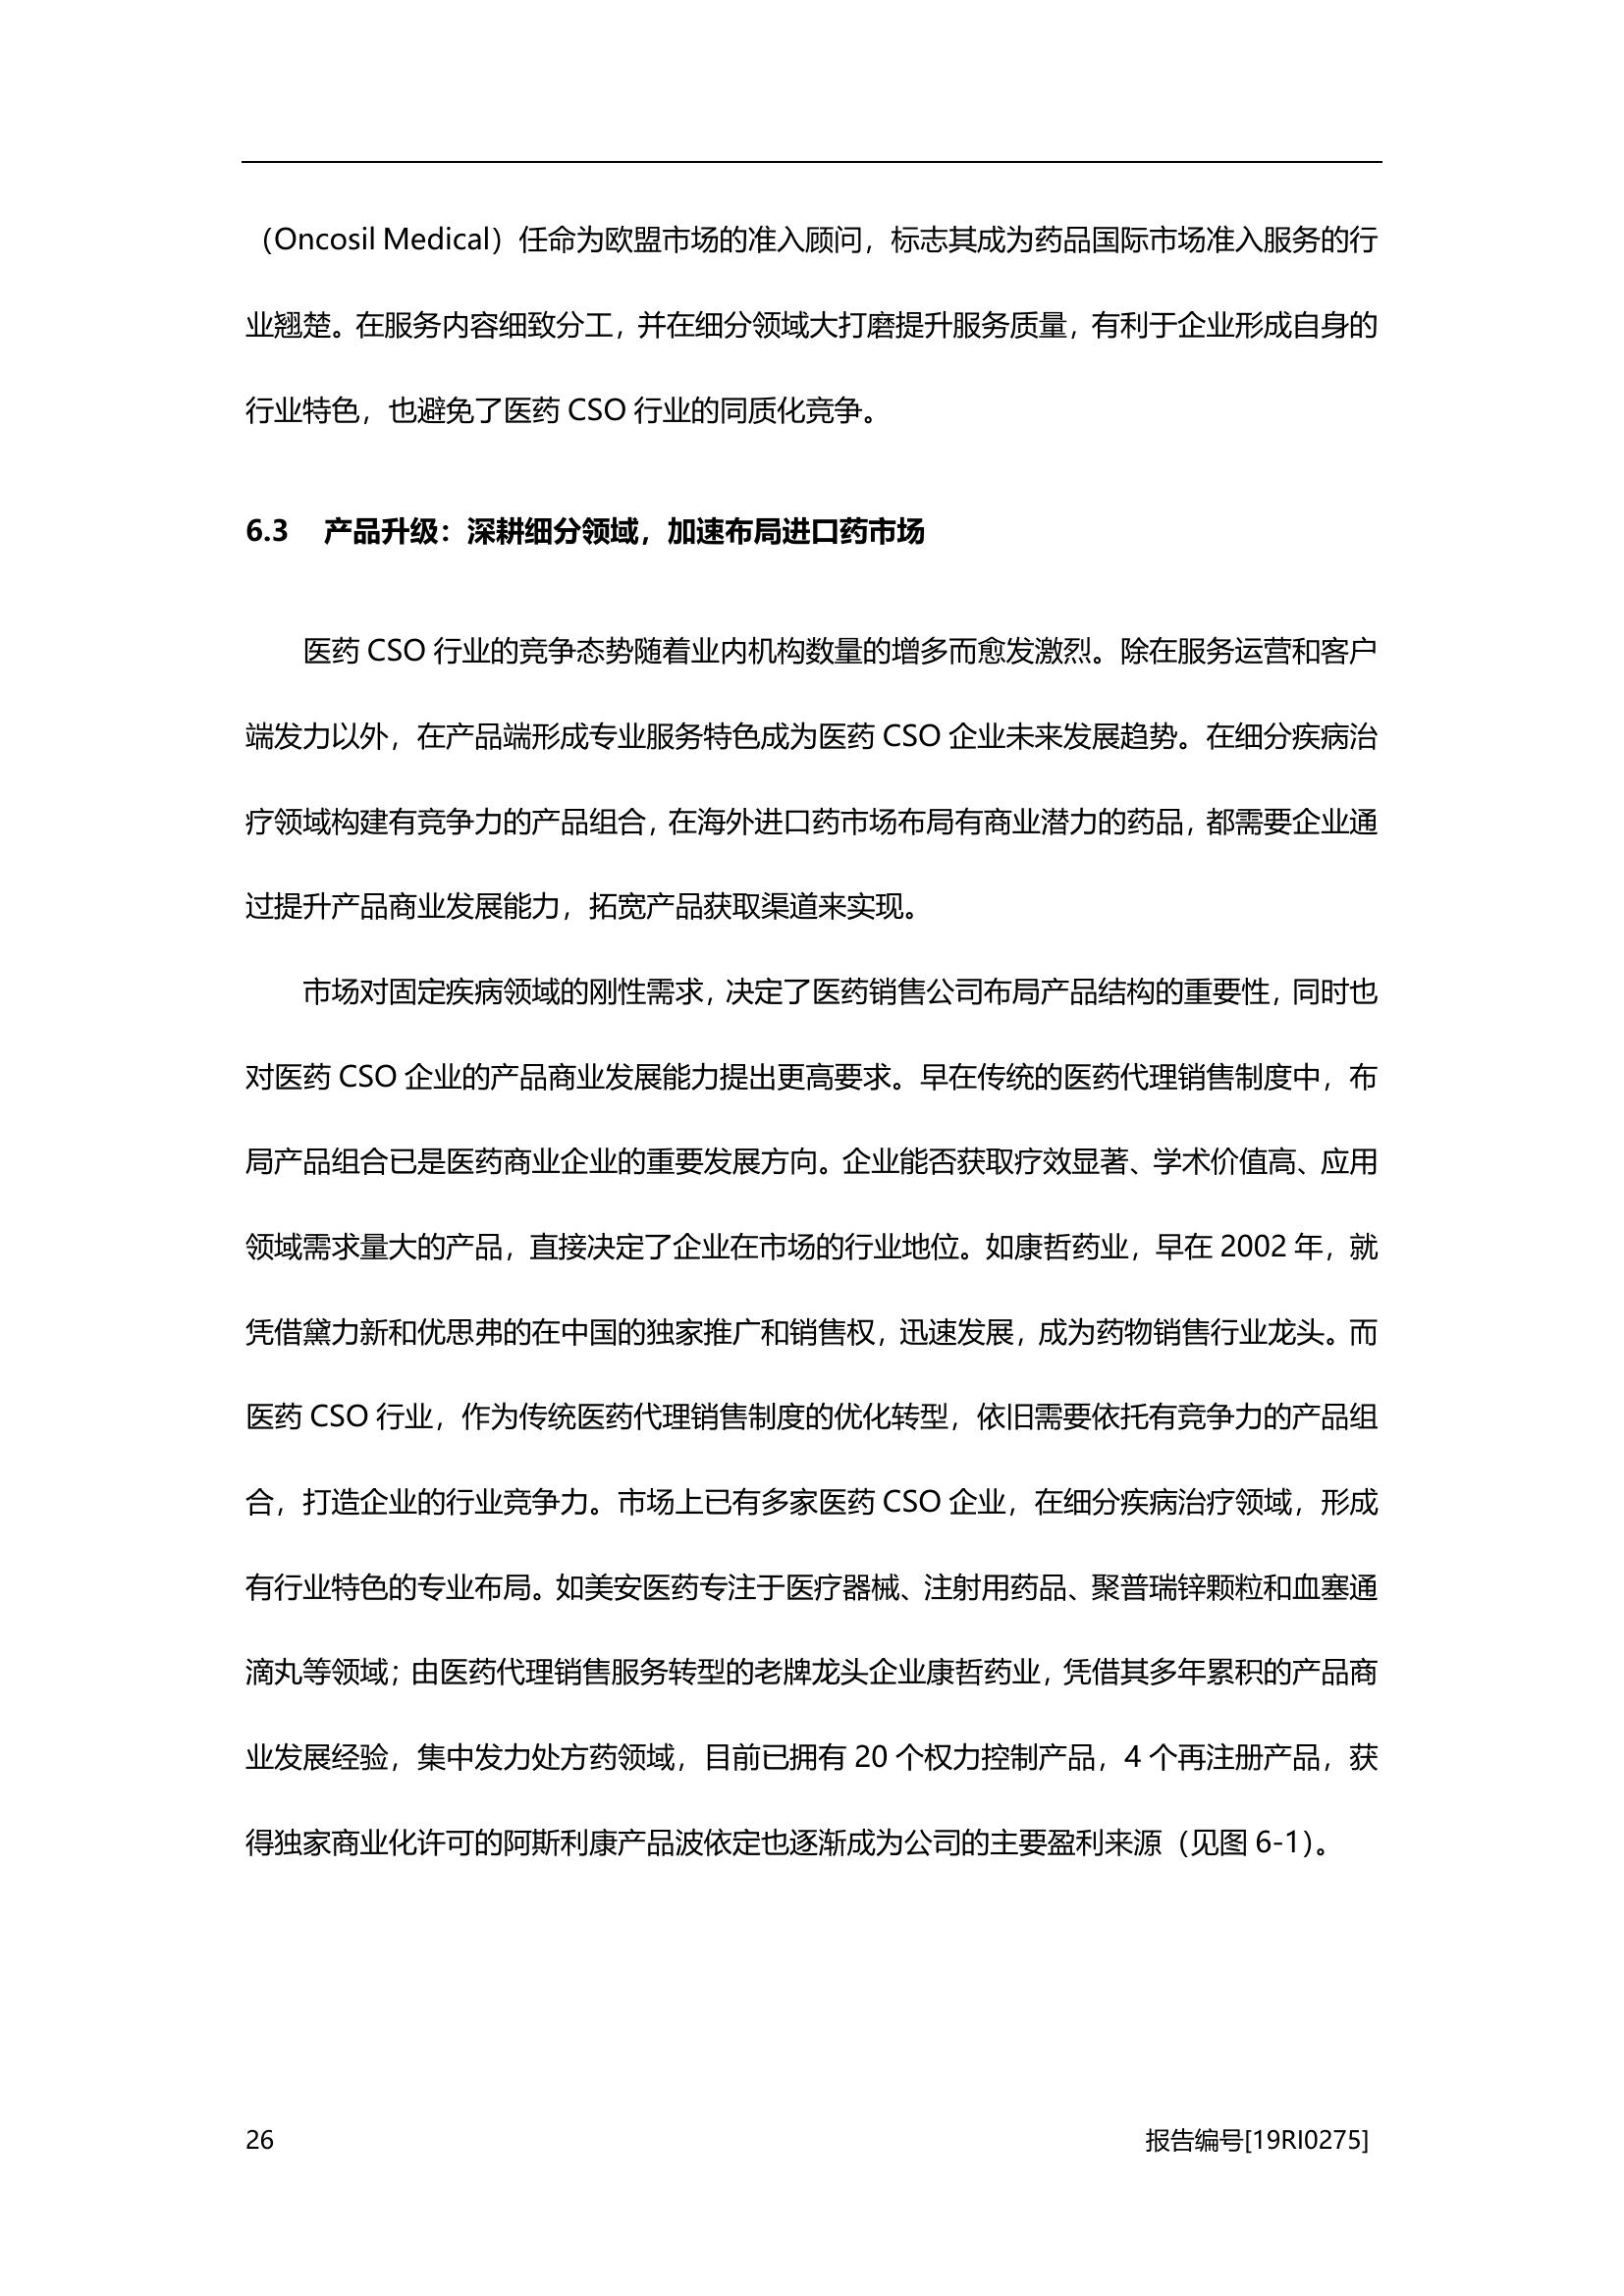 （Oncosil Medical）任命为欧盟市场的准入顾问，标志其成为药品国际市场准入服务的行
业翘楚。在服务内容细致分工，并在细分领域大打磨提升服务质量，有利于企业形成自身的
行业特色，也避免了医药 CSO 行业的同质化竞争。
6.3 产品升级：深耕细分领域，加速布局进口药市场
医药 CSO 行业的竞争态势随着业内机构数量的增多而愈发激烈。除在服务运营和客户
端发力以外，在产品端形成专业服务特色成为医药 CSO 企业未来发展趋势。在细分疾病治
疗领域构建有竞争力的产品组合，在海外进口药市场布局有商业潜力的药品，都需要企业通
过提升产品商业发展能力，拓宽产品获取渠道来实现。
市场对固定疾病领域的刚性需求，决定了医药销售公司布局产品结构的重要性，同时也
对医药 CSO 企业的产品商业发展能力提出更高要求。早在传统的医药代理销售制度中，布
局产品组合已是医药商业企业的重要发展方向。企业能否获取疗效显著、学术价值高、应用
领域需求量大的产品，直接决定了企业在市场的行业地位。如康哲药业，早在 2002 年，就
凭借黛力新和优思弗的在中国的独家推广和销售权，迅速发展，成为药物销售行业龙头。而
医药 CSO 行业，作为传统医药代理销售制度的优化转型，依旧需要依托有竞争力的产品组
合，打造企业的行业竞争力。市场上已有多家医药 CSO 企业，在细分疾病治疗领域，形成
有行业特色的专业布局。如美安医药专注于医疗器械、注射用药品、聚普瑞锌颗粒和血塞通
滴丸等领域；由医药代理销售服务转型的老牌龙头企业康哲药业，凭借其多年累积的产品商
业发展经验，集中发力处方药领域，目前已拥有 20 个权力控制产品，4 个再注册产品，获
得独家商业化许可的阿斯利康产品波依定也逐渐成为公司的主要盈利来源（见图 6-1）。
26 报告编号[19RI0275]